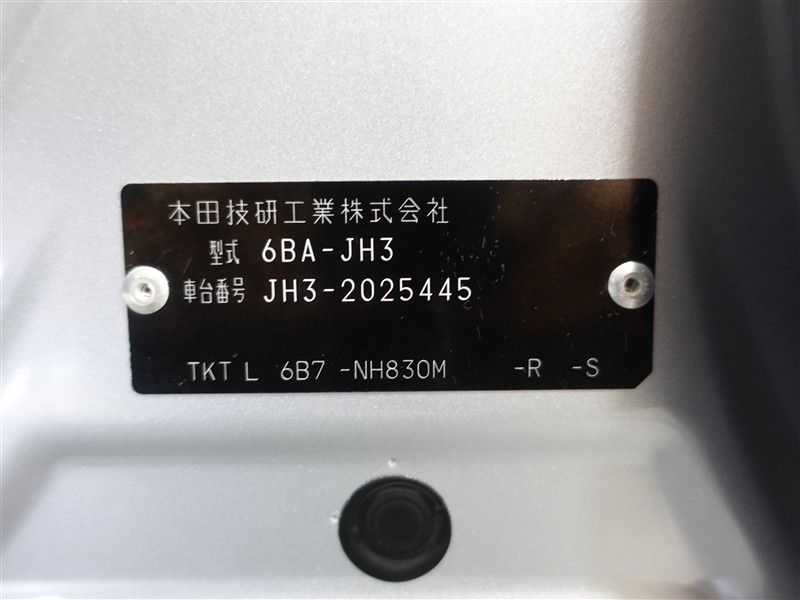 本田技研工業株式会社
型式 6BA-JH3
車台番号 JH3-2025445
TKT L 6B7 -NH830M -R -S